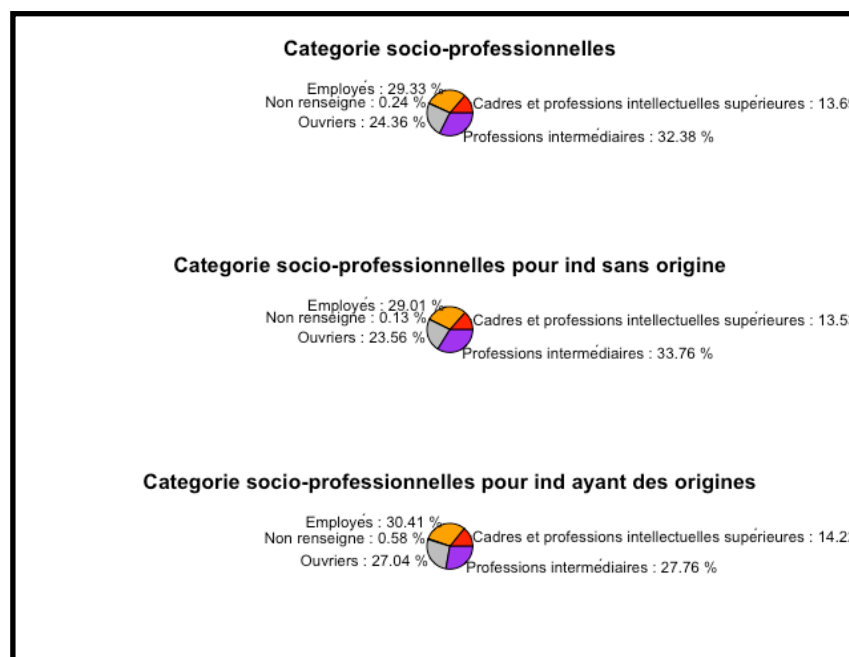 Categorie socio-professionnelles
Employés : 29.33 %
Non renseigne : 0.24 %
Cadres et professions intellectuelles supérieures : 13.6
Ouvriers : 24.36 %
Professions intermédiaires : 32.38 %
Categorie socio-professionnelles pour ind sans origine
Employés : 29.01 %
Non renseigne : 0.13 %
Cadres et professions intellectuelles supérieures : 13.5
Ouvriers : 23.56 %
Professions intermédiaires : 33.76 %
Categorie socio-professionnelles pour ind ayant des origines
Employés : 30.41 %
Non renseigne : 0.58 %
Cadres et professions intellectuelles supérieures : 14.2
Ouvriers : 27.04 %
Professions intermédiaires : 27.76 %